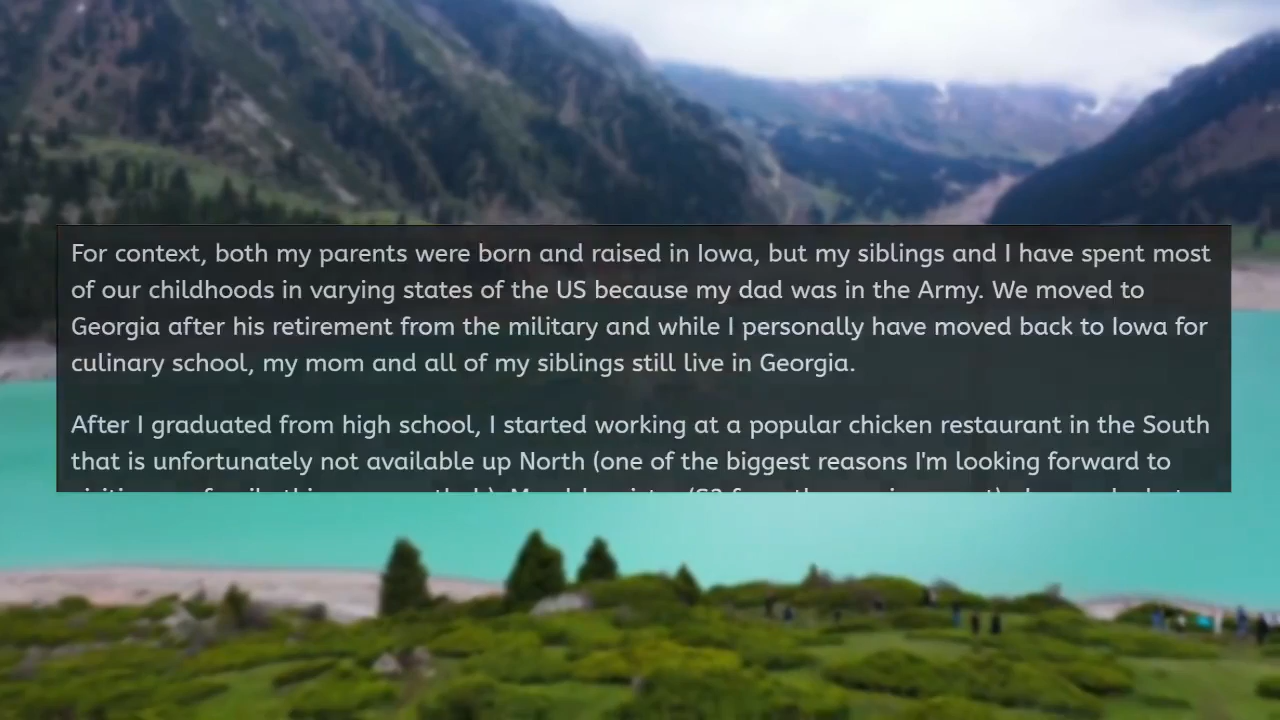 For context, both my parents were born and raised in Iowa, but my siblings and I have spent most
of our childhoods in varying states of the US because my dad was in the Army. We moved to
Georgia after his retirement from the military and while I personally have moved back to Iowa for
culinary school, my mom and all of my siblings still live in Georgia.
After I graduated from high school, I started working at a popular chicken restaurant in the South
that is unfortunately not available up North (one of the biggest reasons I'm looking forward to